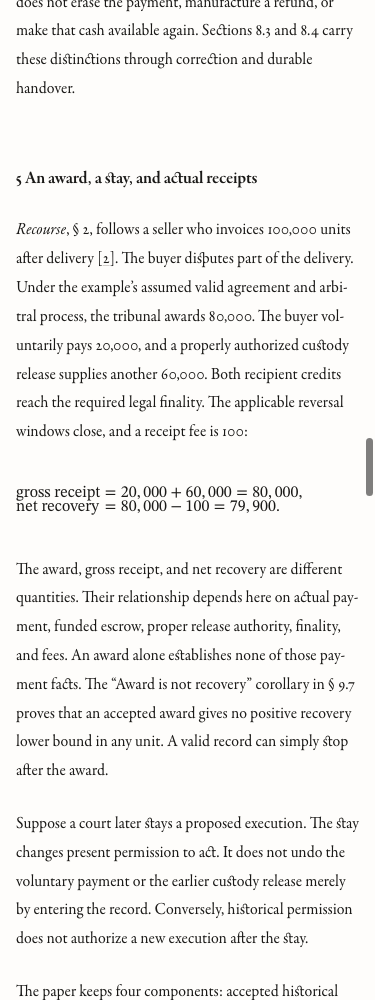 does not erase the payment, manufacture a refund, or
make that cash available again. Sections 8.3 and 8.4 carry
these distinctions through correction and durable
handover.
5 An award, a stay, and actual receipts
Recourse, § 2, follows a seller who invoices 100,000 units
after delivery [2]. The buyer disputes part of the delivery.
Under the example’s assumed valid agreement and arbi-
tral process, the tribunal awards 80,000. The buyer vol-
untarily pays 20,000, and a properly authorized custody
release supplies another 60,000. Both recipient credits
reach the required legal finality. The applicable reversal
windows close, and a receipt fee is 100:
gross receipt = 20, 000 + 60, 000 = 80, 000,
net recovery = 80, 000 − 100 = 79, 900.
The award, gross receipt, and net recovery are different
quantities. Their relationship depends here on actual pay-
ment, funded escrow, proper release authority, finality,
and fees. An award alone establishes none of those pay-
ment facts. The “Award is not recovery” corollary in § 9.7
proves that an accepted award gives no positive recovery
lower bound in any unit. A valid record can simply stop
after the award.
Suppose a court later stays a proposed execution. The stay
changes present permission to act. It does not undo the
voluntary payment or the earlier custody release merely
by entering the record. Conversely, historical permission
does not authorize a new execution after the stay.
The paper keeps four components: accepted historical